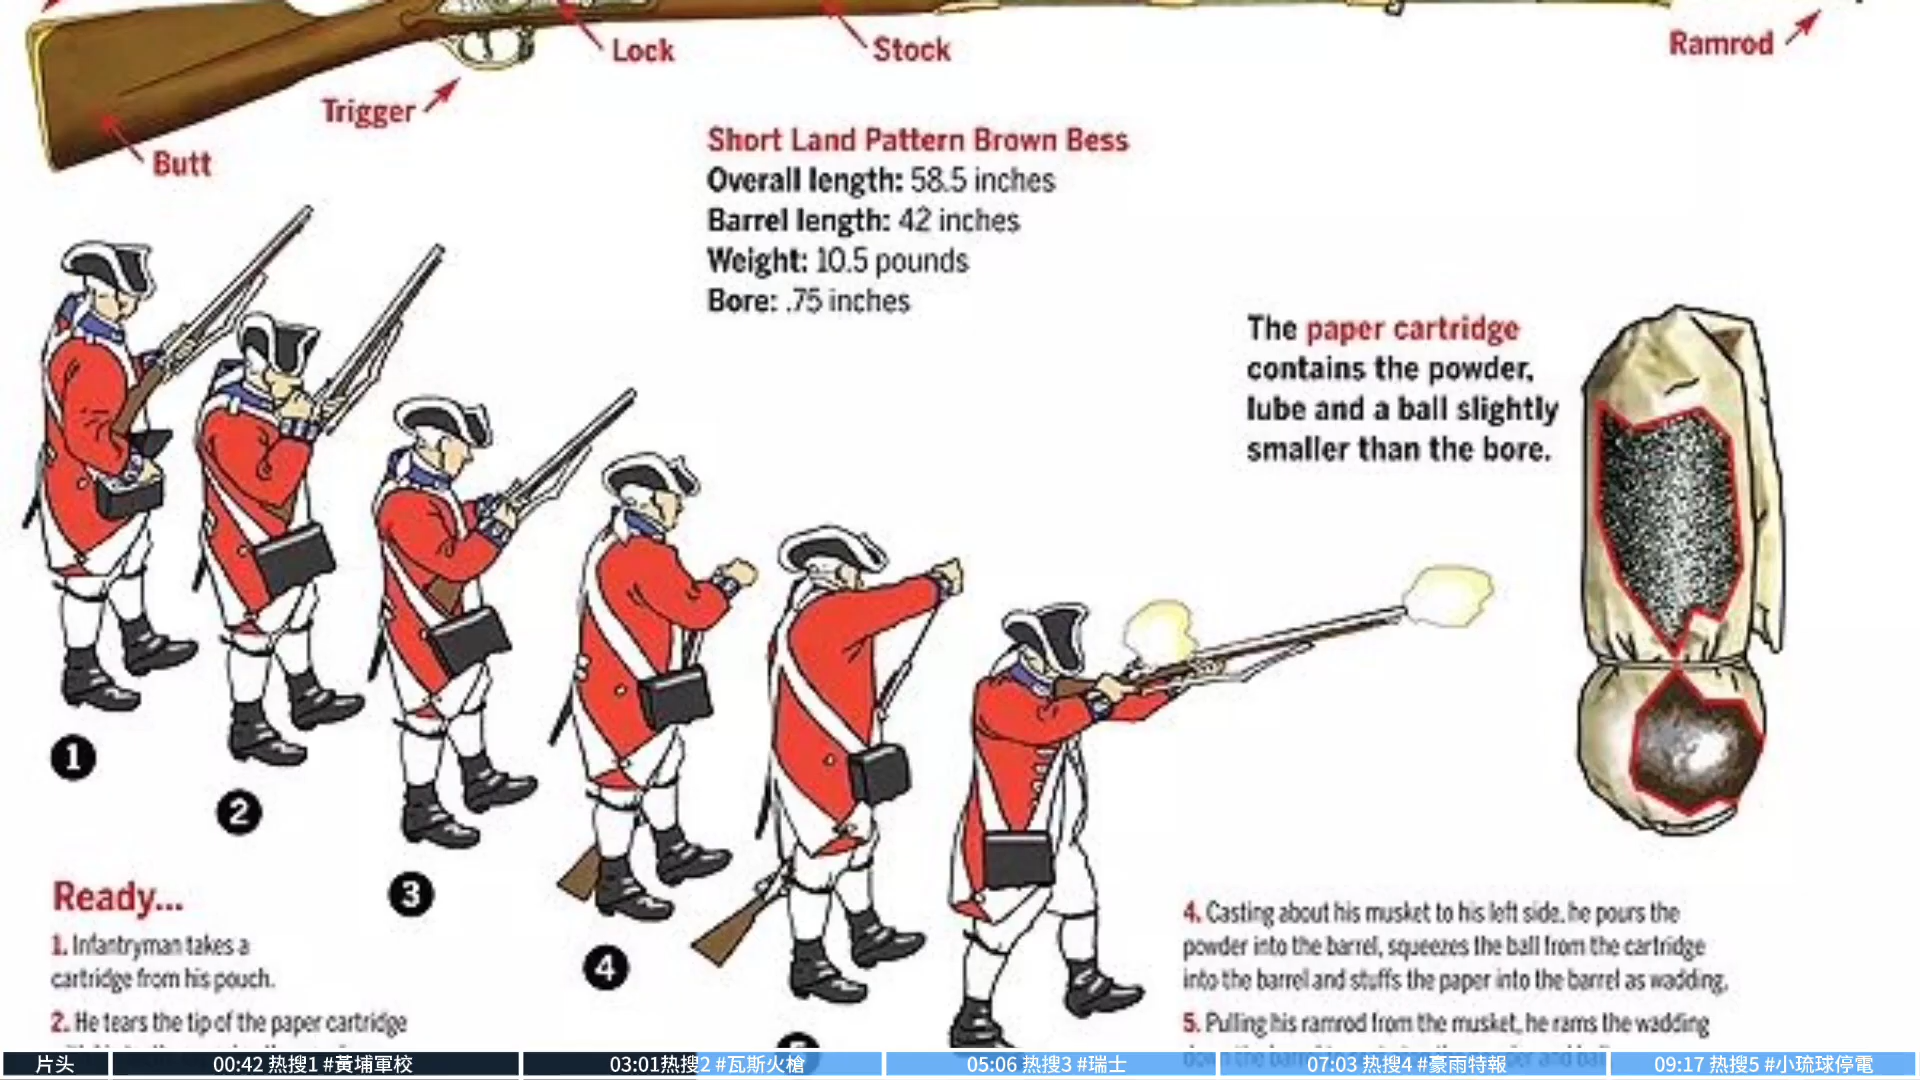 Lock
Stock
Ramrod
Trigger
Butt
Short Land Pattern Brown Bess
Overall length: 58.5 inches
Barrel length: 42 inches
Weight: 10.5 pounds
Bore: .75 inches
The paper cartridge
contains the powder,
lube and a ball slightly
smaller than the bore.
1
2
3
4
Ready...
1. Infantryman takes a
cartridge from his pouch.
2. He tears the tip of the paper cartridge
4. Casting about his musket to his left side, he pours the
powder into the barrel, squeezes the ball from the cartridge
into the barrel and stuffs the paper into the barrel as wadding.
5. Pulling his ramrod from the musket, he rams the wadding
片头
00:42 热搜1 #黃埔軍校
03:01热搜2 #瓦斯火槍
05:06 热搜3 #瑞士
07:03 热搜4 #豪雨特報
09:17 热搜5 #小琉球停電